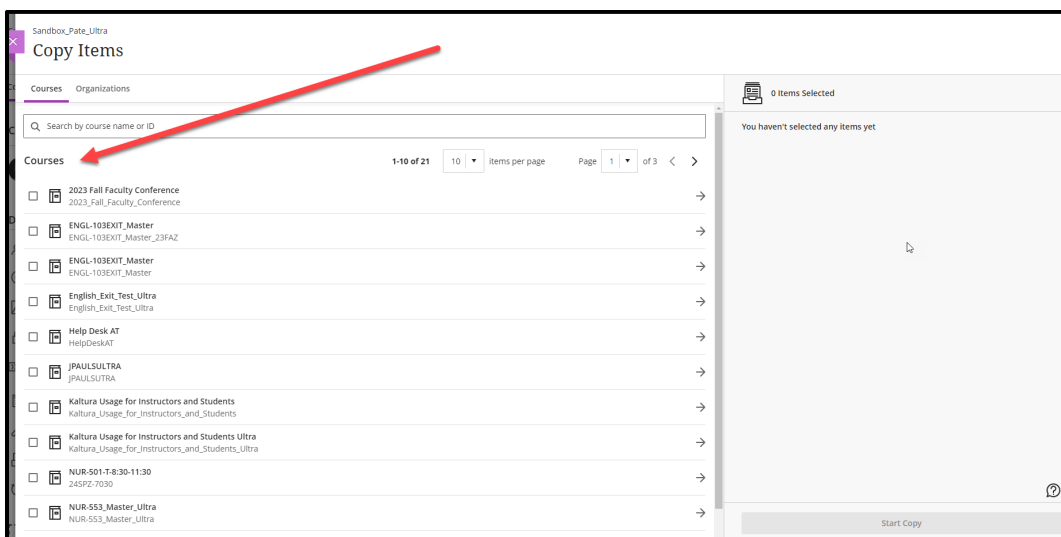 Sandbox_Pate_Ultra
Copy Items
Courses Organizations
Search by course name or ID
Courses 1-10 of 21 10 items per page Page 1 of 3
2023 Fall Faculty Conference
2023_Fall_Faculty_Conference
ENGL-103EXIT_Master
ENGL-103EXIT_Master_23FAZ
ENGL-103EXIT_Master
ENGL-103EXIT_Master
English_Exit_Test_Ultra
English_Exit_Test_Ultra
Help Desk AT
HelpDeskAT
JPAULSULTRA
JPAULSUTRA
Kaltura Usage for Instructors and Students
Kaltura_Usage_for_Instructors_and_Students
Kaltura Usage for Instructors and Students Ultra
Kaltura_Usage_for_Instructors_and_Students_Ultra
NUR-501-T-8:30-11:30
24SPZ-7030
NUR-553_Master_Ultra
NUR-553_Master_Ultra
0 Items Selected
You haven't selected any items yet
Start Copy